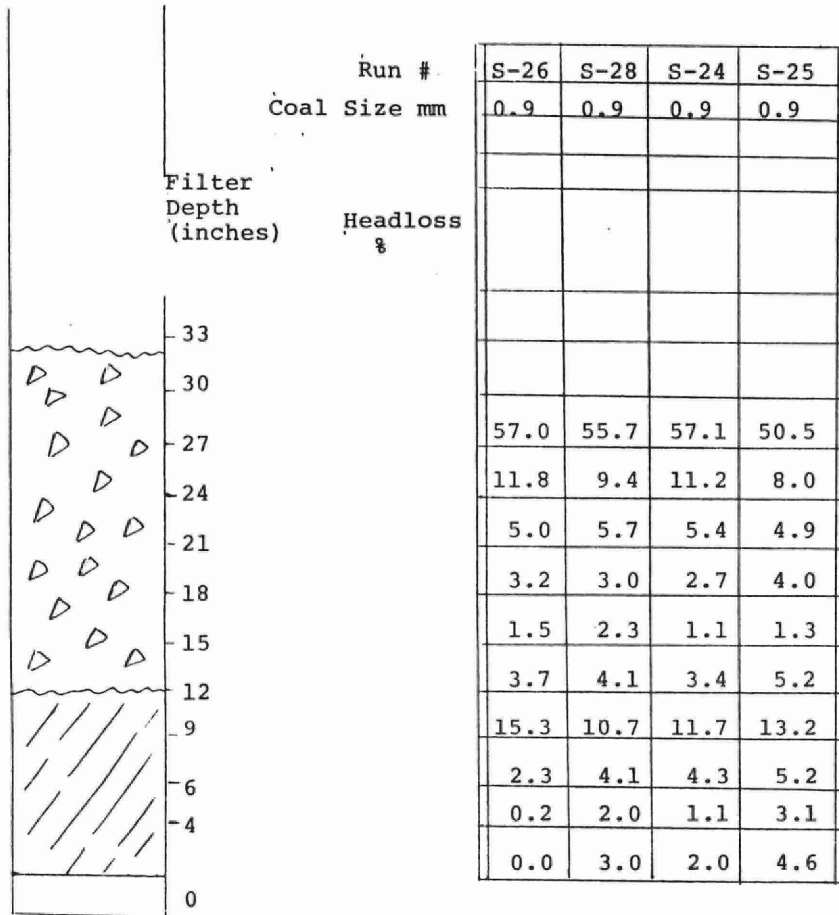 Run # S-26 S-28 S-24 S-25
Coal Size mm 0.9 0.9 0.9 0.9
Filter
Depth
(inches)
Headloss
%
33
30
27 57.0 55.7 57.1 50.5
24 11.8 9.4 11.2 8.0
21 5.0 5.7 5.4 4.9
18 3.2 3.0 2.7 4.0
15 1.5 2.3 1.1 1.3
12 3.7 4.1 3.4 5.2
9 15.3 10.7 11.7 13.2
6 2.3 4.1 4.3 5.2
4 0.2 2.0 1.1 3.1
0 0.0 3.0 2.0 4.6